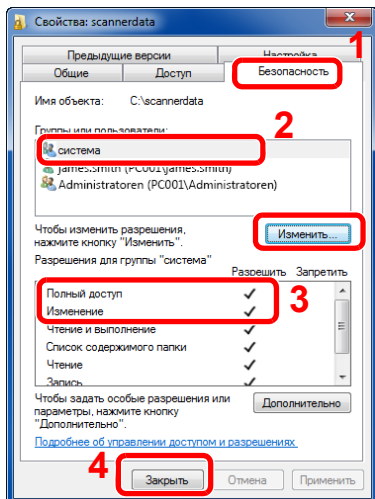 Свойства: scannerdata
1
Предыдущие версии Настройка
Общие Доступ Безопасность
Имя объекта: C:\scannerdata
2
Группы или пользователи:
система
james.smith (PC001\james.smith)
Administratoren (PC001\Administratoren)
Чтобы изменить разрешения,
нажмите кнопку "Изменить".
Изменить...
Разрешения для группы "система"
Разрешить Запретить
3
Полный доступ
Изменение
Чтение и выполнение
Список содержимого папки
Чтение
Запись
Чтобы задать особые разрешения или
параметры, нажмите кнопку
"Дополнительно".
Дополнительно
Подробнее об управлении доступом и разрешениях
4
Закрыть Отмена Применить